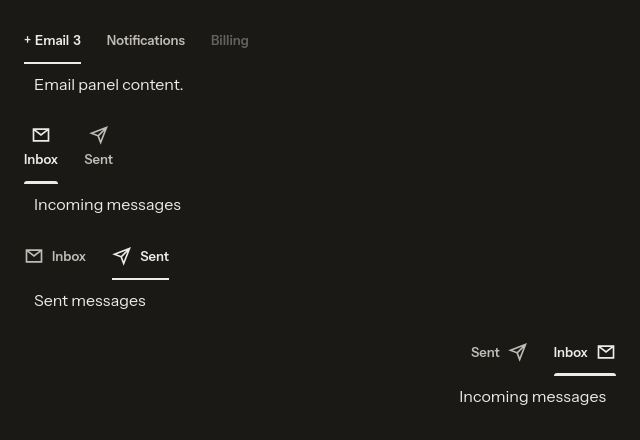 + Email 3 Notifications Billing
Email panel content.
Inbox Sent
Incoming messages
Inbox Sent
Sent messages
Sent Inbox
Incoming messages